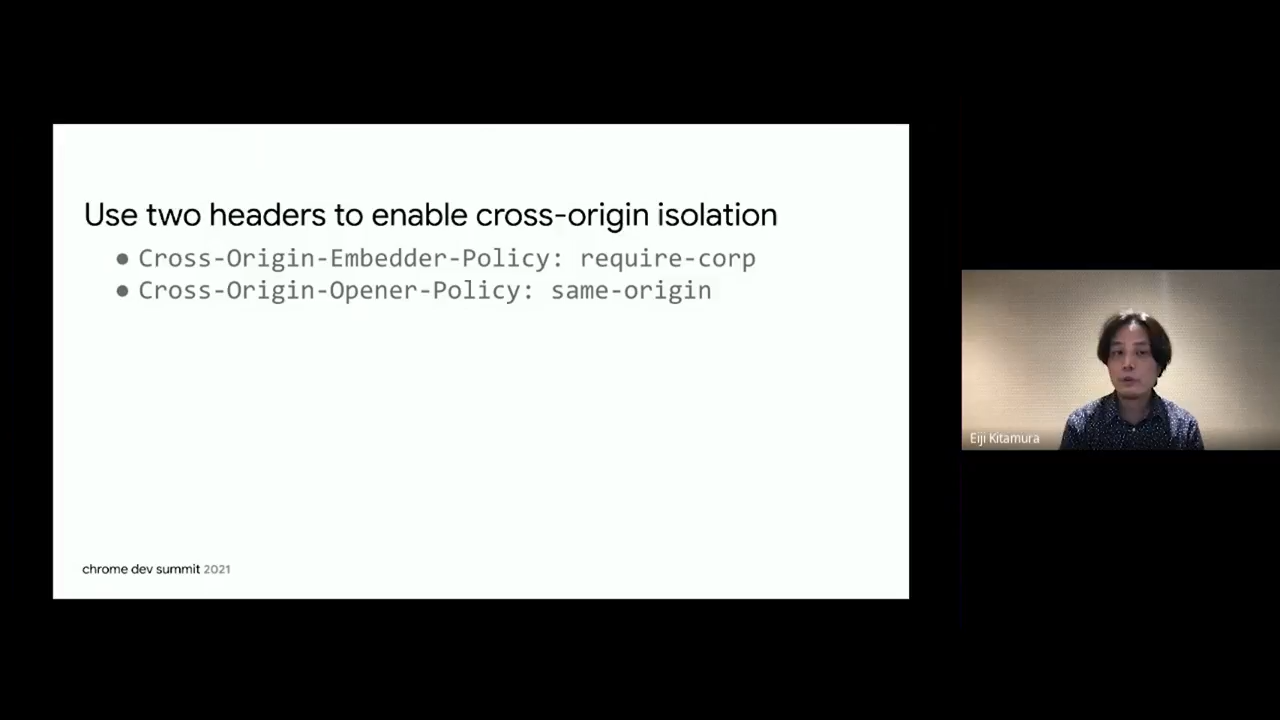 Use two headers to enable cross-origin isolation
● Cross-Origin-Embedder-Policy: require-corp
● Cross-Origin-Opener-Policy: same-origin
Eiji Kitamura
chrome dev summit 2021